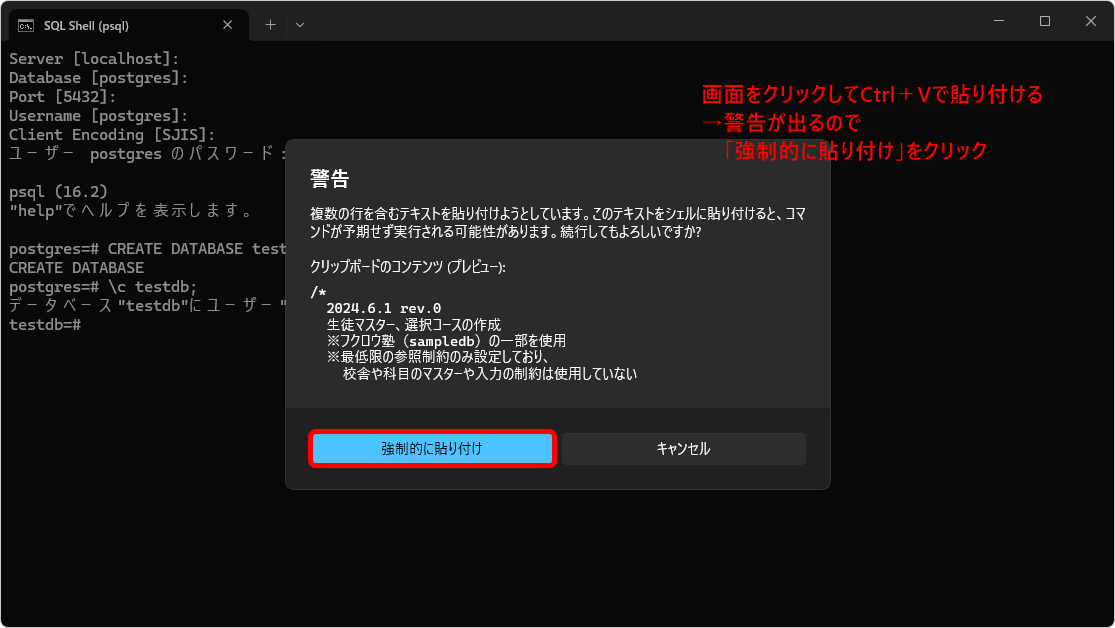 SQL Shell (psql)
Server [localhost]:
Database [postgres]:
Port [5432]:
Username [postgres]:
Client Encoding [SJIS]:
ユーザー postgres のパスワード:
psql (16.2)
"help"でヘルプを表示します。
postgres=# CREATE DATABASE test
CREATE DATABASE
postgres=# \c testdb;
データベース"testdb"にユーザー"
testdb=#
画面をクリックしてCtrl+Vで貼り付ける
→警告が出るので
「強制的に貼り付け」をクリック
警告
複数の行を含むテキストを貼り付けようとしています。このテキストをシェルに貼り付けると、コマ
ンドが予期せず実行される可能性があります。続行してもよろしいですか?
クリップボードのコンテンツ (プレビュー):
/*
2024.6.1 rev.0
生徒マスター、選択コースの作成
※フクロウ塾（sampledb）の一部を使用
※最低限の参照制約のみ設定しており、
校舎や科目のマスターや入力の制約は使用していない
強制的に貼り付け
キャンセル